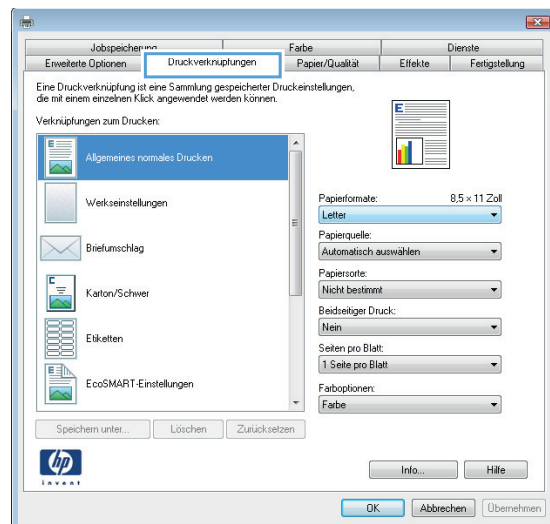 Jobspeicherung
Farbe
Dienste
Erweiterte Optionen
Druckverknüpfungen
Papier/Qualität
Effekte
Fertigstellung
Eine Druckverknüpfung ist eine Sammlung gespeicherter Druckeinstellungen,
die mit einem einzelnen Klick angewendet werden können.
Verknüpfungen zum Drucken:
Allgemeines normales Drucken
Werkseinstellungen
Briefumschlag
Karton/Schwer
Etiketten
EcoSMART-Einstellungen
Speichern unter...
Löschen
Zurücksetzen
E
Papierformate:
8,5 × 11 Zoll
Letter
Papierquelle:
Automatisch auswählen
Papiersorte:
Nicht bestimmt
Beidseitiger Druck:
Nein
Seiten pro Blatt:
1 Seite pro Blatt
Farboptionen:
Farbe
hp
invent
Info...
Hilfe
OK
Abbrechen
Übernehmen